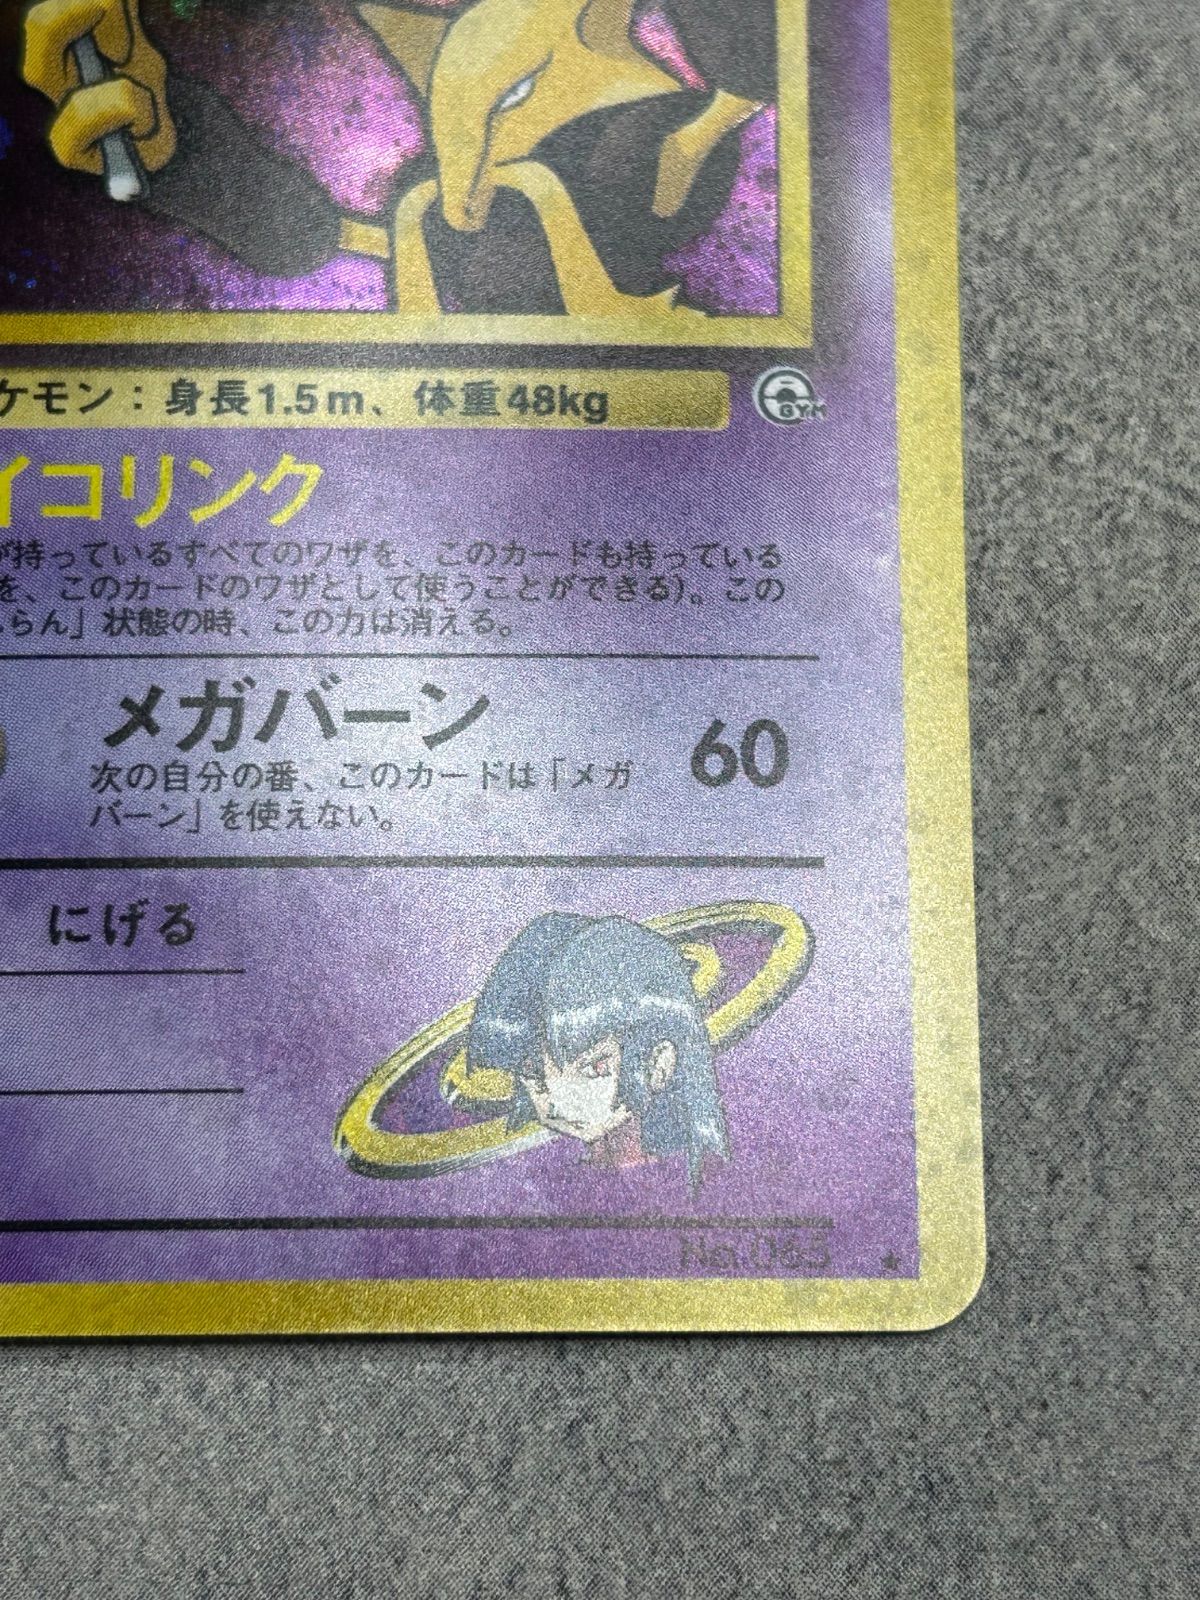 ケモン：身長1.5m、体重48kg
GYM
イコリンク
が持っているすべてのワザを、このカードも持っている
を、このカードのワザとして使うことができる)。この
らん」状態の時、この力は消える。
メガバーン 60
次の自分の番、このカードは「メガ
バーン」を使えない。
にげる
No.065 ★